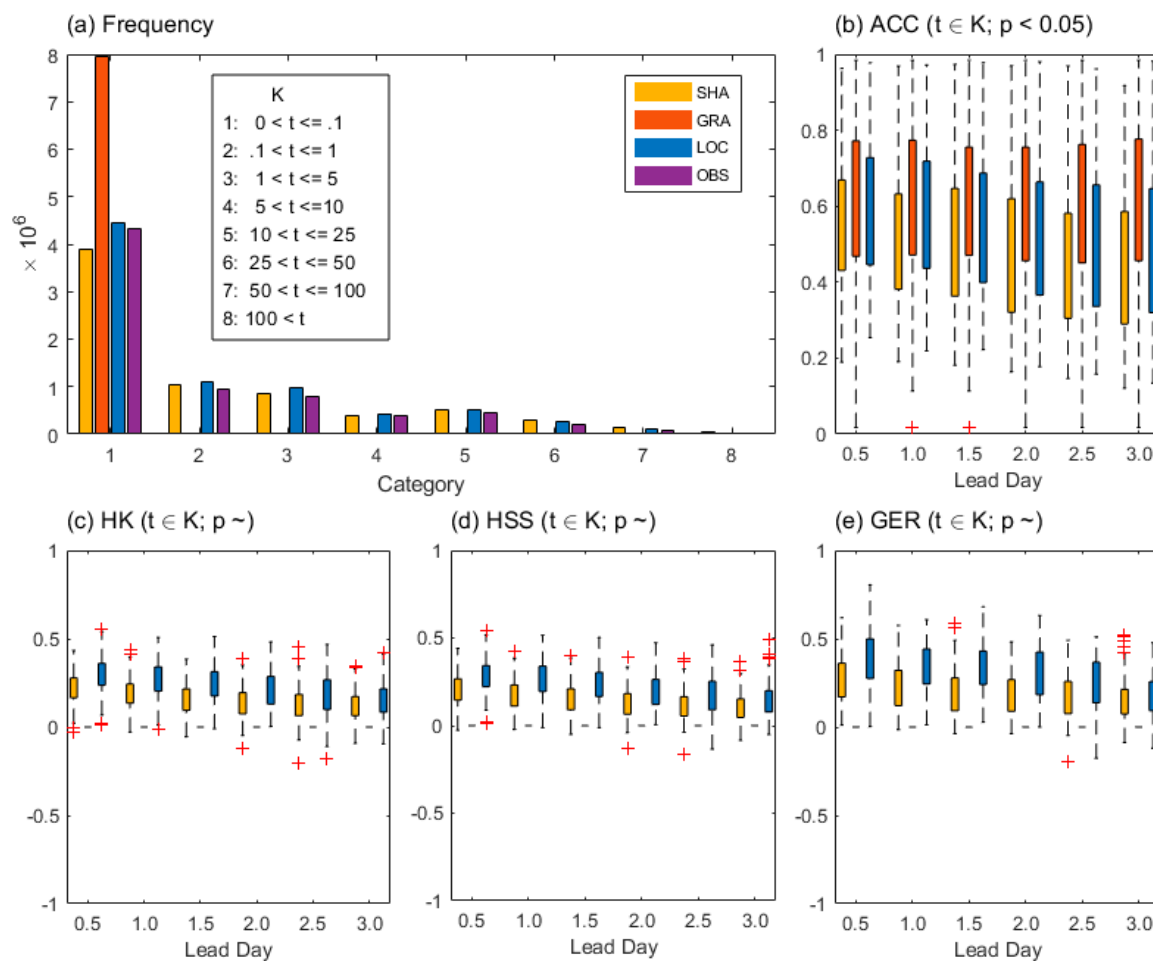 (a) Frequency
8
7
6
5
4
3
2
1
0
× 10⁶
K
1: 0 < t <= .1
2: .1 < t <= 1
3: 1 < t <= 5
4: 5 < t <=10
5: 10 < t <= 25
6: 25 < t <= 50
7: 50 < t <= 100
8: 100 < t
SHA
GRA
LOC
OBS
1 2 3 4 5 6 7 8
Category
(b) ACC (t ∈ K; p < 0.05)
1
0.8
0.6
0.4
0.2
0
0.5 1.0 1.5 2.0 2.5 3.0
Lead Day
(c) HK (t ∈ K; p ~)
1
0.5
0
-0.5
-1
0.5 1.0 1.5 2.0 2.5 3.0
Lead Day
(d) HSS (t ∈ K; p ~)
1
0.5
0
-0.5
-1
0.5 1.0 1.5 2.0 2.5 3.0
Lead Day
(e) GER (t ∈ K; p ~)
1
0.5
0
-0.5
-1
0.5 1.0 1.5 2.0 2.5 3.0
Lead Day